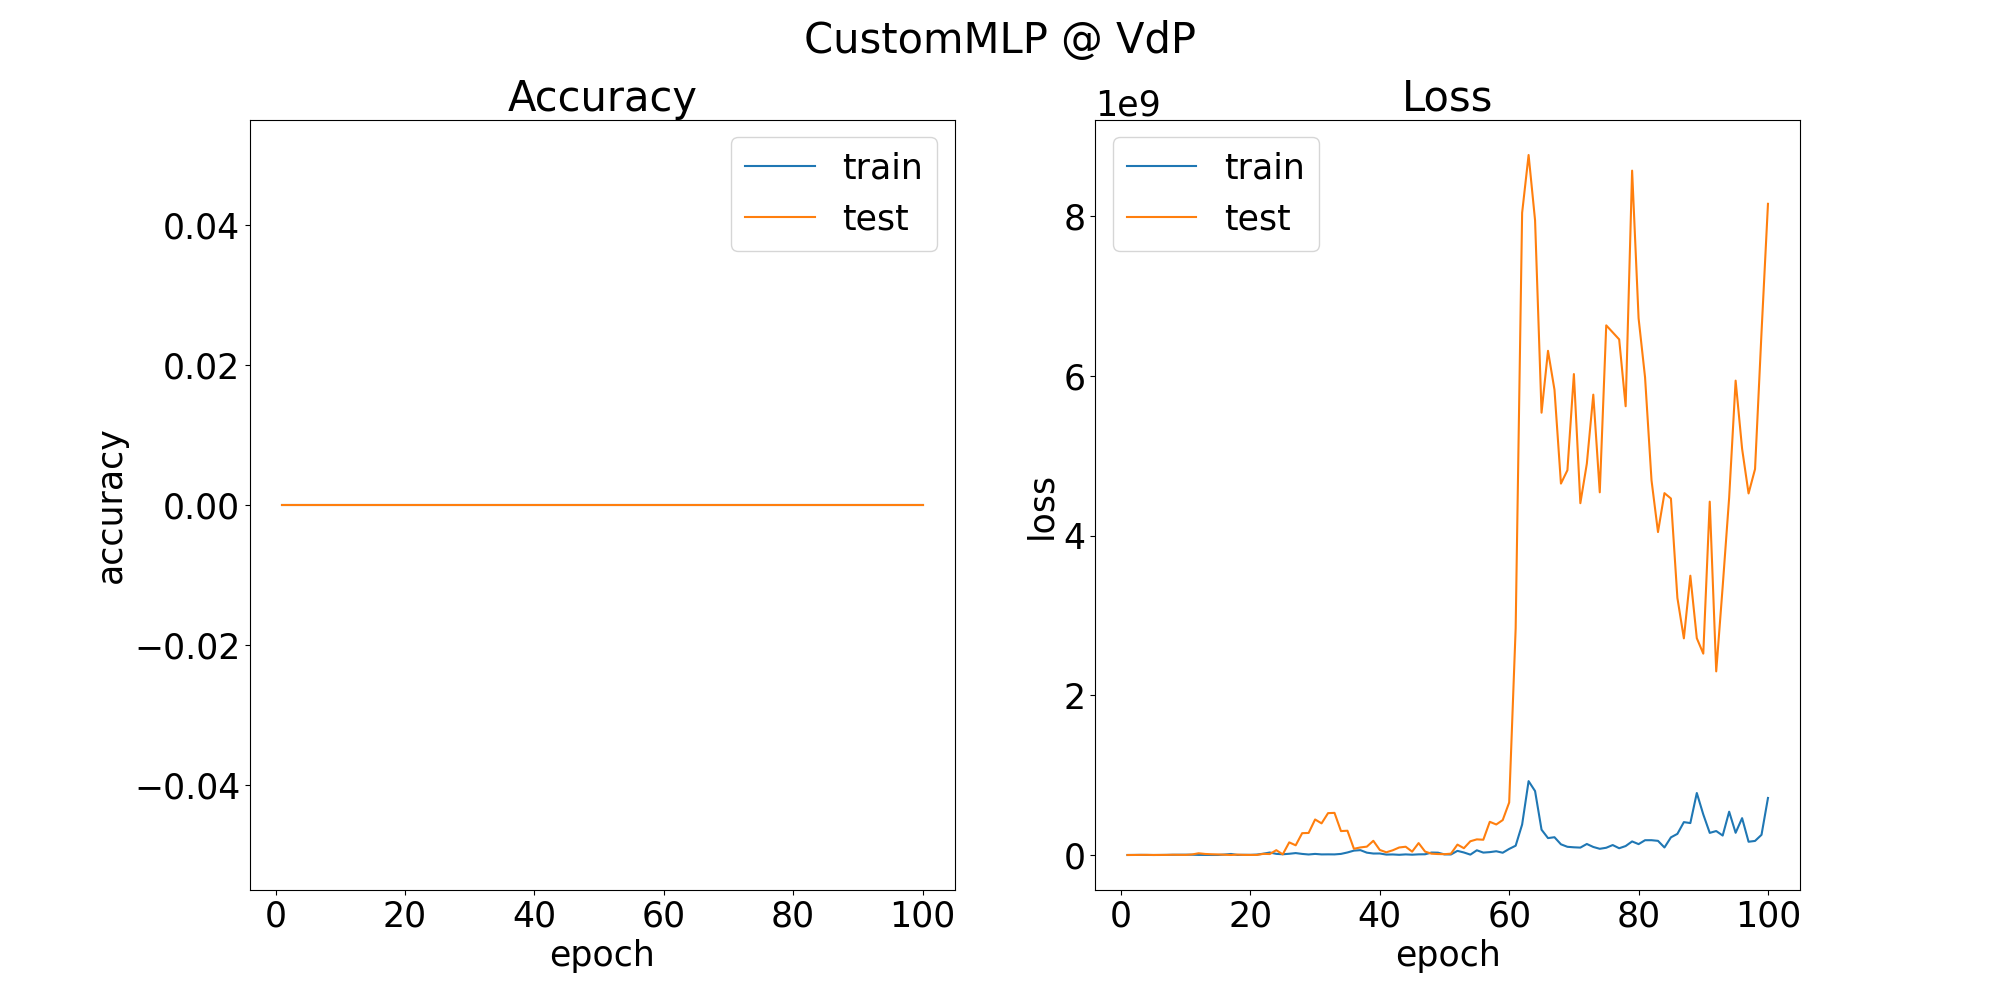 CustomMLP @ VdP
Accuracy
train
test
0.04
0.02
0.00
−0.02
−0.04
accuracy
0 20 40 60 80 100
epoch
Loss
1e9
train
test
8
6
4
2
0
loss
0 20 40 60 80 100
epoch